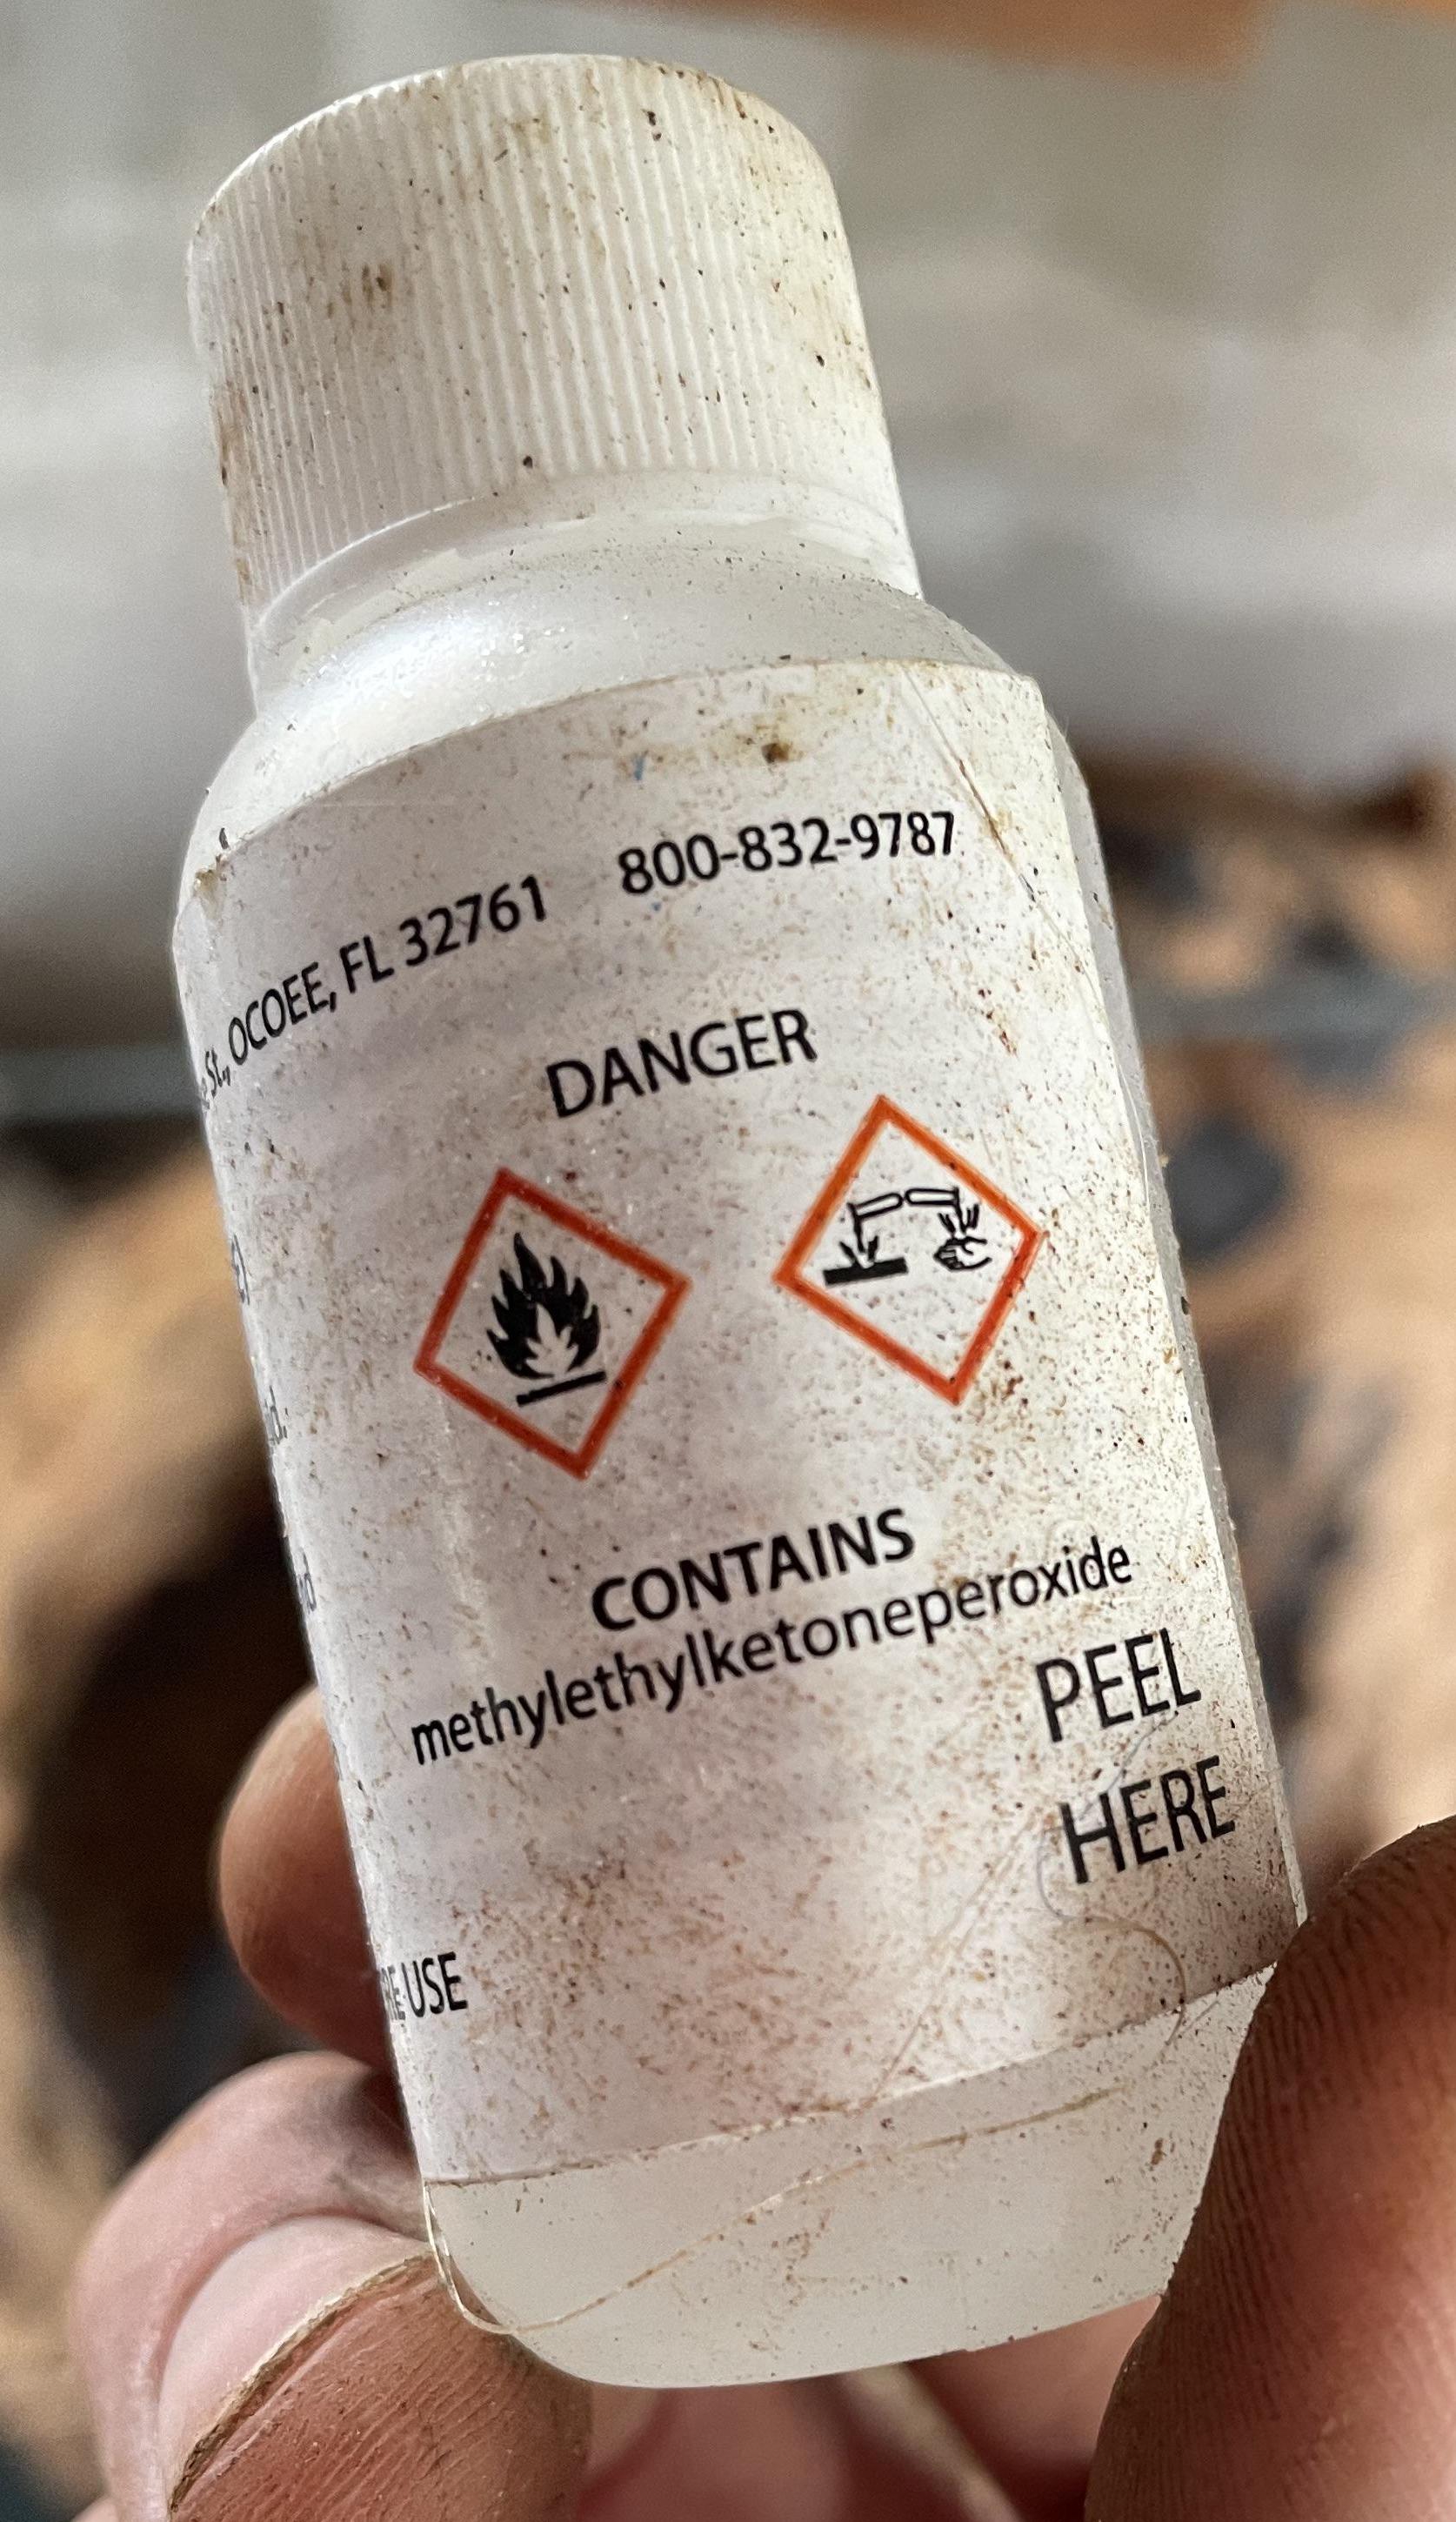 St., OCOEE, FL 32761 800-832-9787
DANGER
CONTAINS
methylethylketoneperoxide
PEEL
HERE
USE